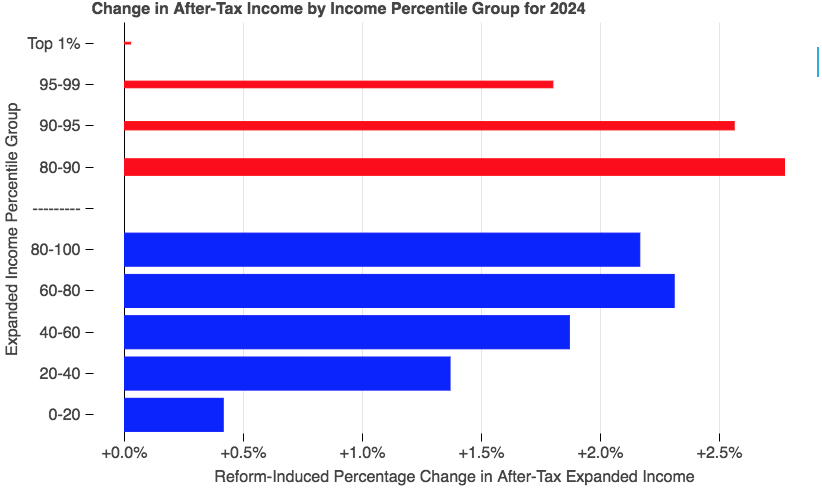 Change in After-Tax Income by Income Percentile Group for 2024
Expanded Income Percentile Group
Top 1%
95-99
90-95
80-90
---------
80-100
60-80
40-60
20-40
0-20
+0.0% +0.5% +1.0% +1.5% +2.0% +2.5%
Reform-Induced Percentage Change in After-Tax Expanded Income